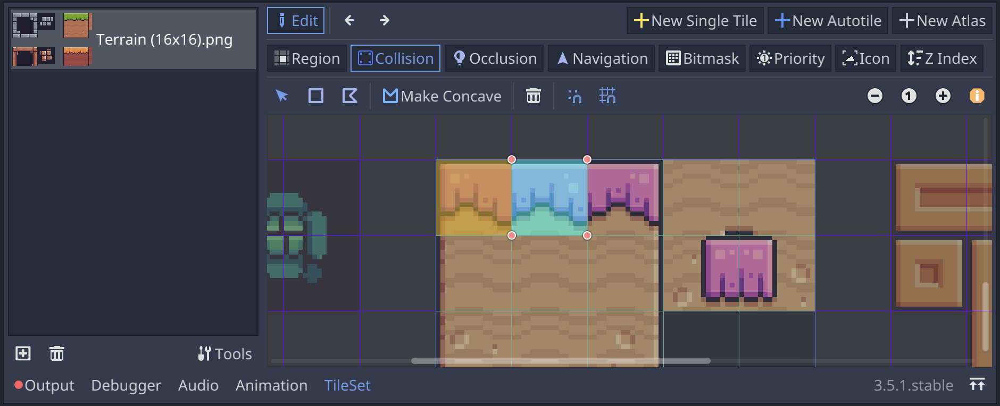 Terrain (16x16).png
Edit
New Single Tile New Autotile New Atlas
Region Collision Occlusion Navigation Bitmask Priority Icon Z Index
Make Concave
1
Tools
Output Debugger Audio Animation TileSet
3.5.1.stable